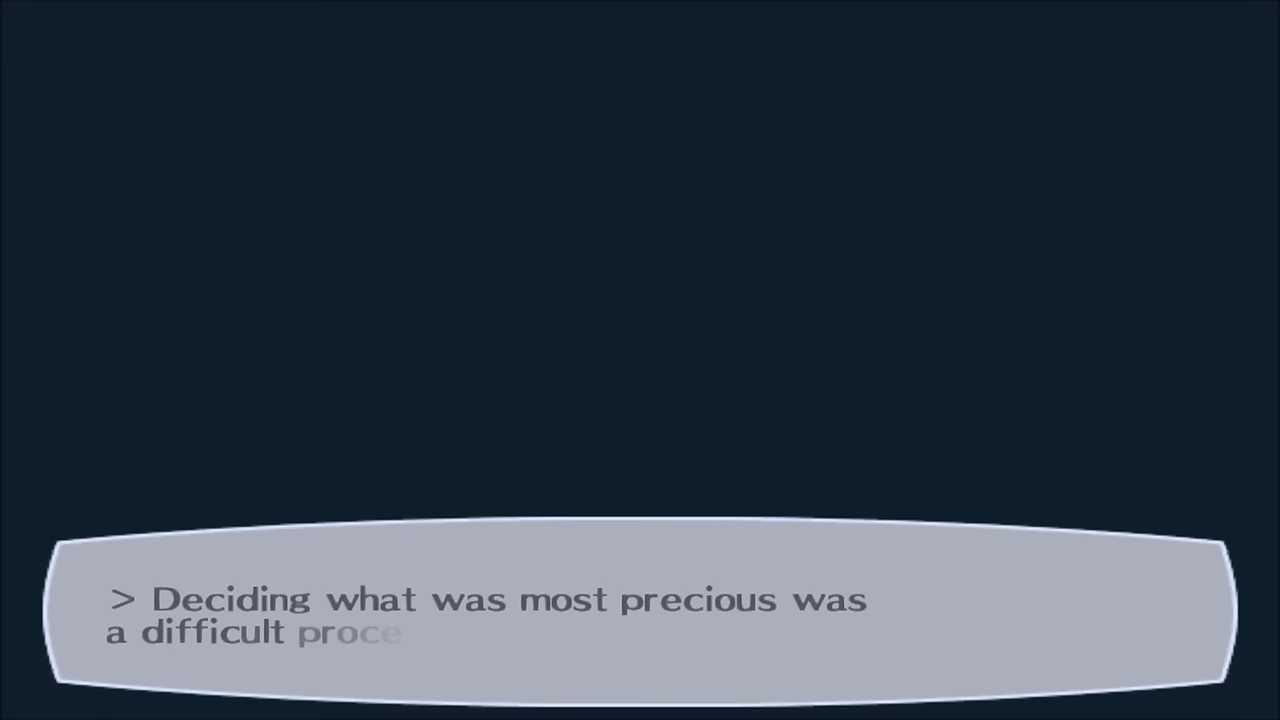 > Deciding what was most precious was
a difficult proce